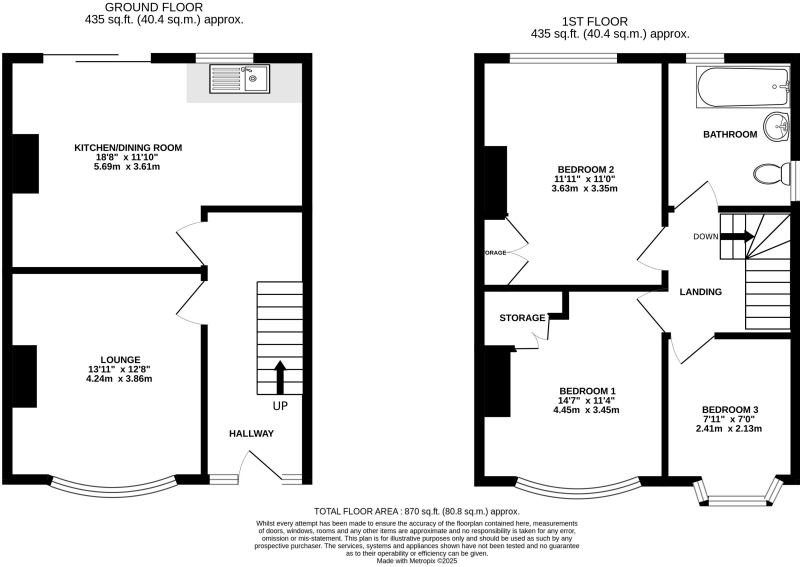 GROUND FLOOR
435 sq.ft. (40.4 sq.m.) approx.
1ST FLOOR
435 sq.ft. (40.4 sq.m.) approx.
KITCHEN/DINING ROOM
18'8" x 11'10"
5.69m x 3.61m
LOUNGE
13'11" x 12'8"
4.24m x 3.86m
UP
HALLWAY
BATHROOM
BEDROOM 2
11'11" x 11'0"
3.63m x 3.35m
ORAGE
DOWN
LANDING
STORAGE
BEDROOM 1
14'7" x 11'4"
4.45m x 3.45m
BEDROOM 3
7'11" x 7'0"
2.41m x 2.13m
TOTAL FLOOR AREA : 870 sq.ft. (80.8 sq.m.) approx.
Whilst every attempt has been made to ensure the accuracy of the floorplan contained here, measurements
of doors, windows, rooms and any other items are approximate and no responsibility is taken for any error,
omission or mis-statement. This plan is for illustrative purposes only and should be used as such by any
prospective purchaser. The services, systems and appliances shown have not been tested and no guarantee
as to their operability or efficiency can be given.
Made with Metropix ©2025